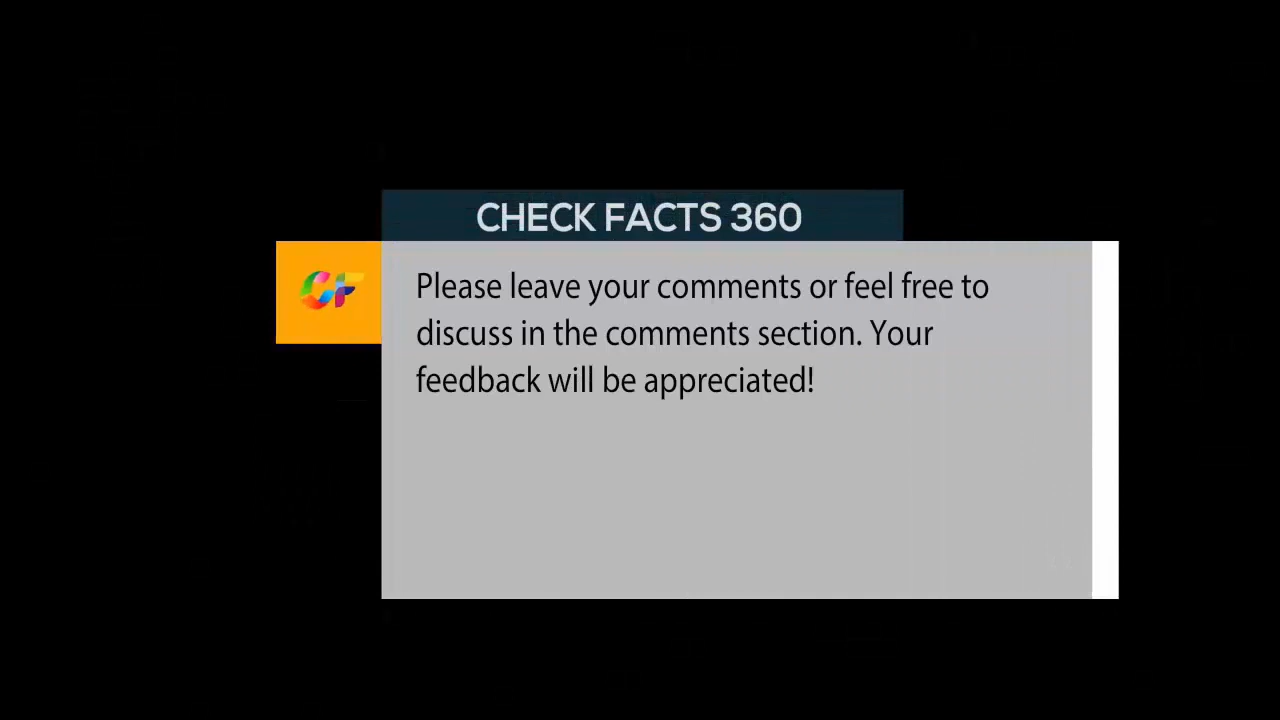 CHECK FACTS 360
CF
Please leave your comments or feel free to
discuss in the comments section. Your
feedback will be appreciated!